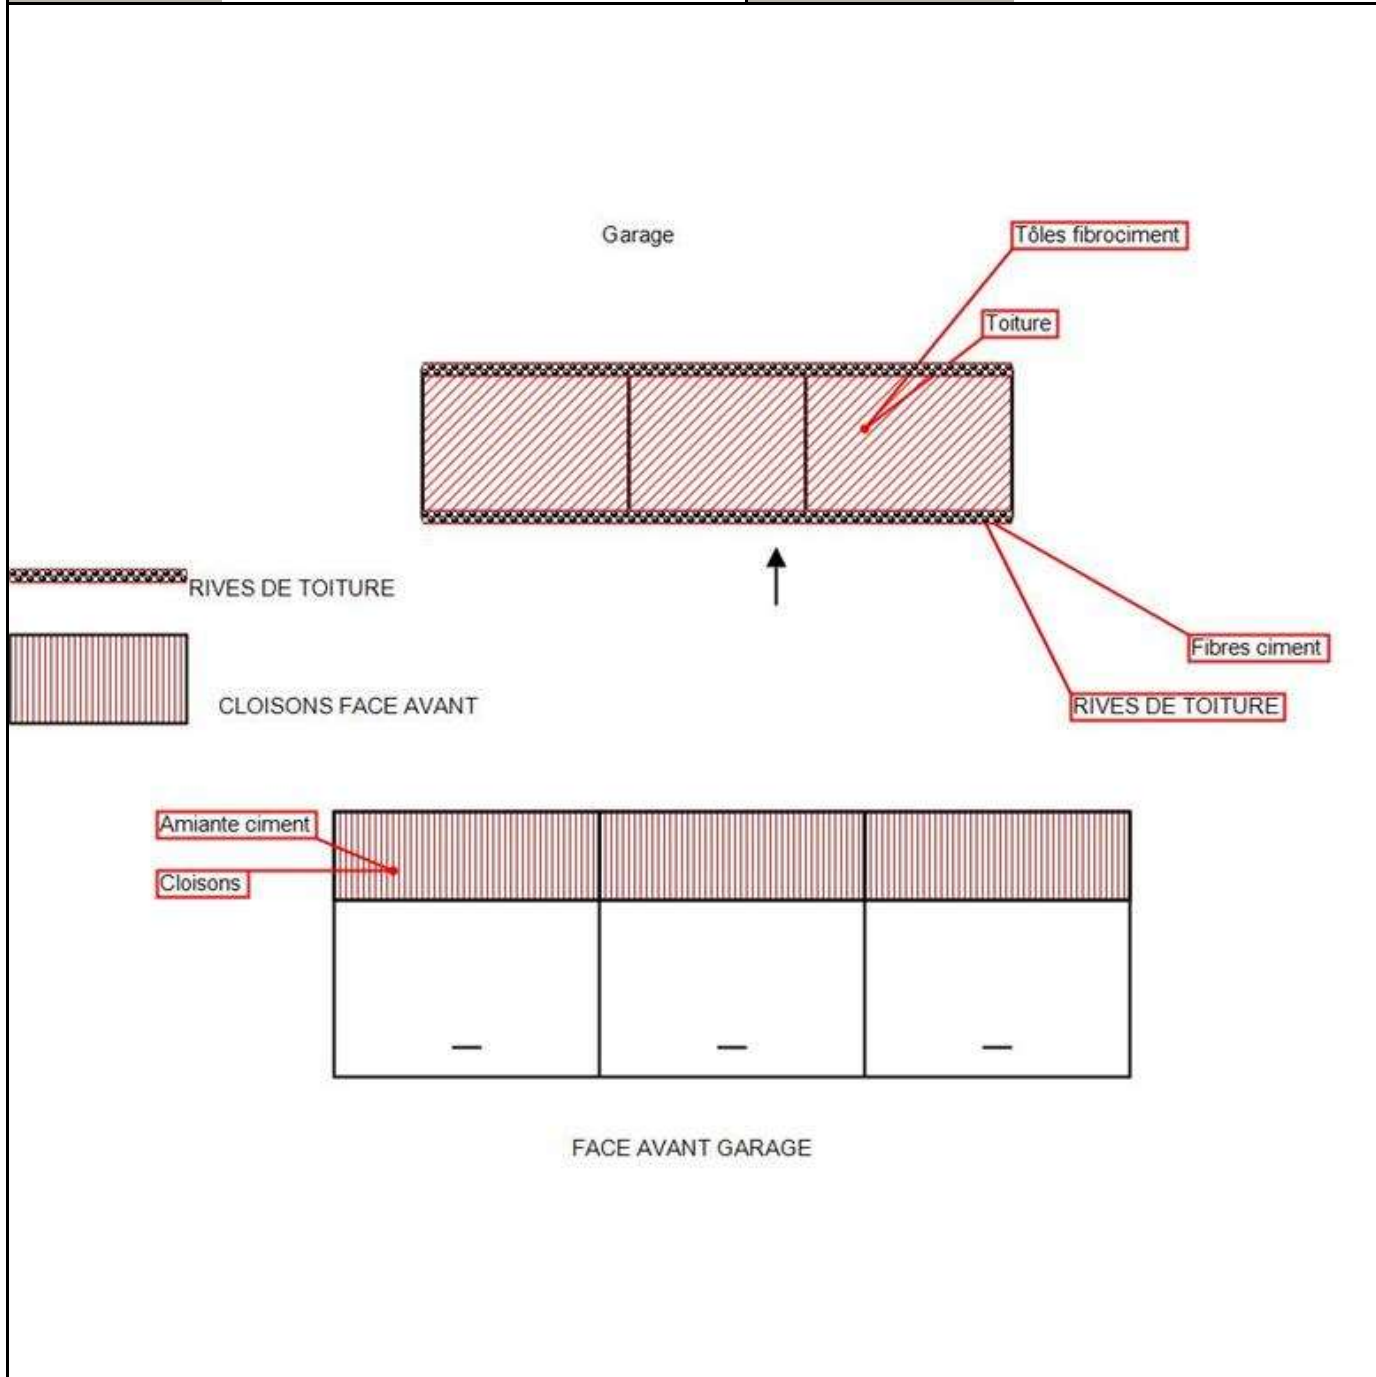 Garage
Tôles fibrociment
Toiture
RIVES DE TOITURE
Fibres ciment
CLOISONS FACE AVANT
RIVES DE TOITURE
Amiante ciment
Cloisons
FACE AVANT GARAGE